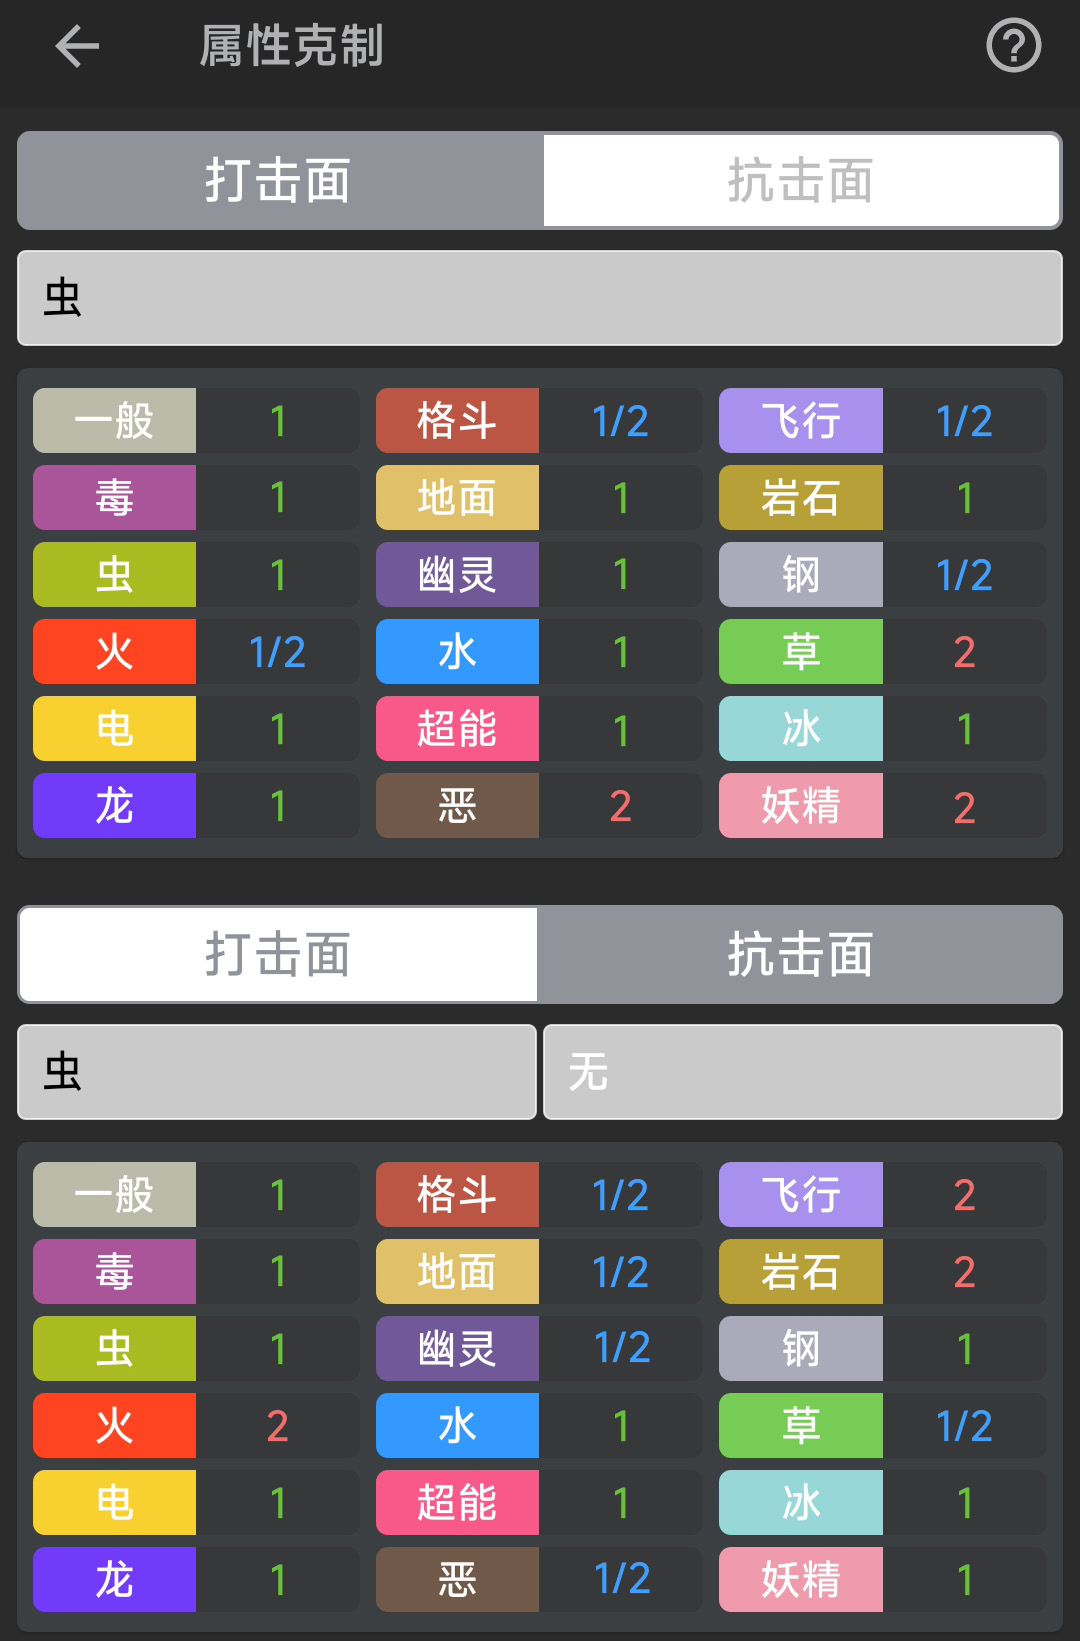 属性克制
打击面 抗击面
虫
一般 1 格斗 1/2 飞行 1/2
毒 1 地面 1 岩石 1
虫 1 幽灵 1 钢 1/2
火 1/2 水 1 草 2
电 1 超能 1 冰 1
龙 1 恶 2 妖精 2
打击面 抗击面
虫 无
一般 1 格斗 1/2 飞行 2
毒 1 地面 1/2 岩石 2
虫 1 幽灵 1/2 钢 1
火 2 水 1 草 1/2
电 1 超能 1 冰 1
龙 1 恶 1/2 妖精 1